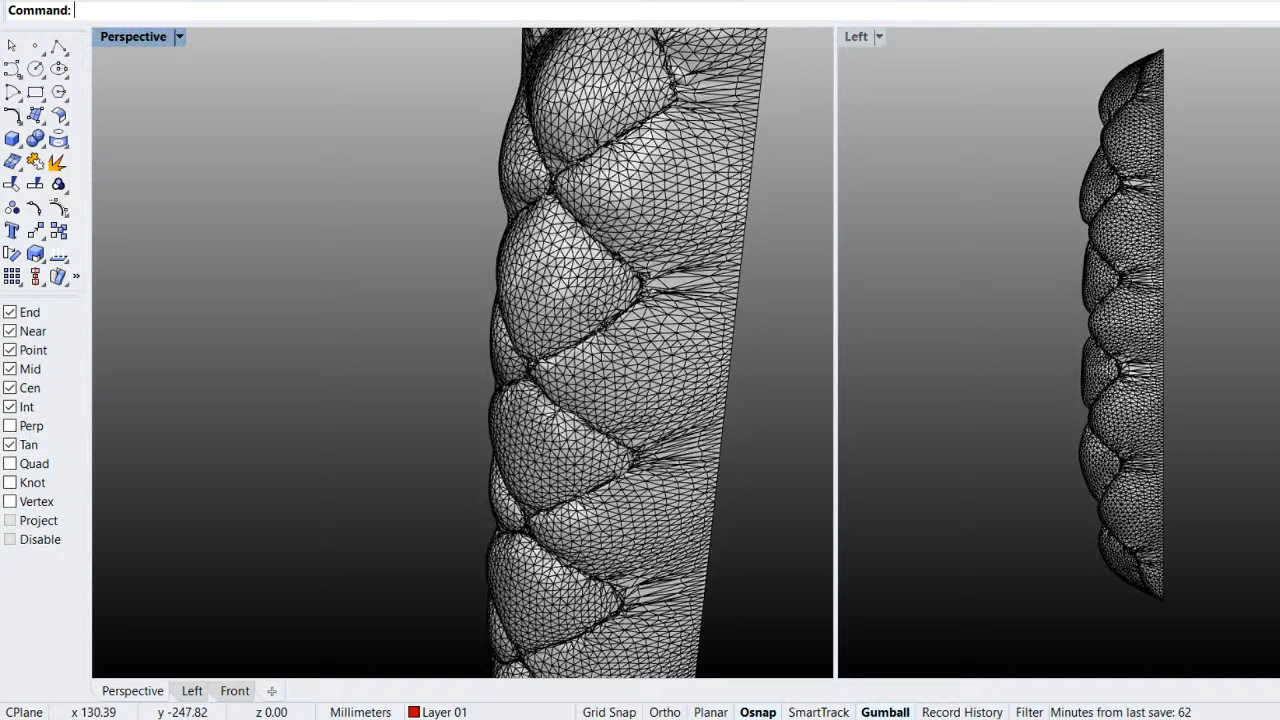 Command:
Perspective
Left
End
Near
Point
Mid
Cen
Int
Perp
Tan
Quad
Knot
Vertex
Project
Disable
Perspective Left Front
CPlane x 130.39 y -247.82 z 0.00 Millimeters Layer 01 Grid Snap Ortho Planar Osnap SmartTrack Gumball Record History Filter Minutes from last save: 62